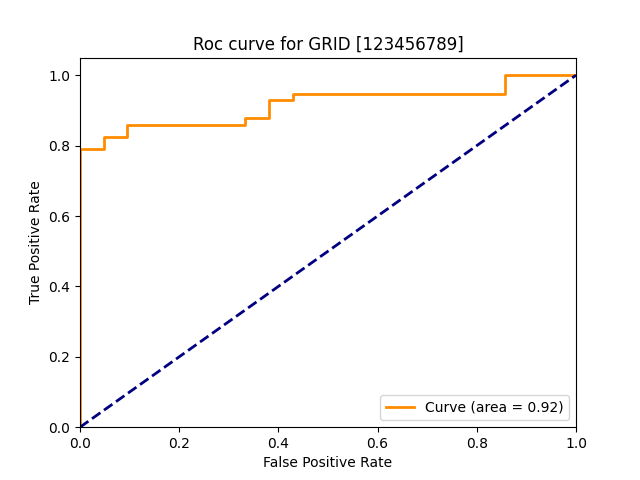 Roc curve for GRID [123456789]
True Positive Rate
1.0
0.8
0.6
0.4
0.2
0.0
0.0 0.2 0.4 0.6 0.8 1.0
False Positive Rate
Curve (area = 0.92)